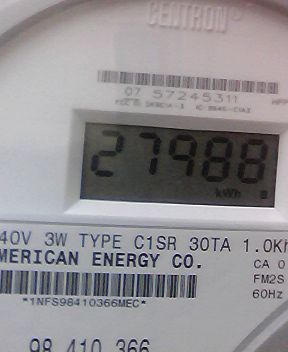 CENTRON®
07 57245311
27988
kWh
40V 3W TYPE C1SR 30TA 1.0Kh
MERICAN ENERGY CO.
CA 0
FM2S
60Hz
*1NFS98410366MEC*
98 410 366